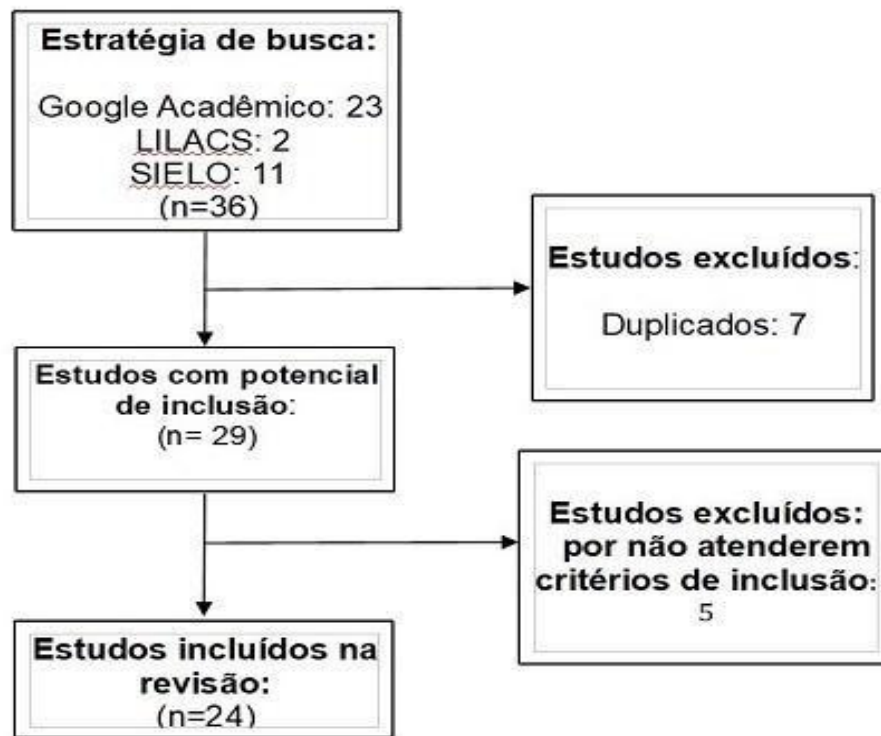 Estratégia de busca:
Google Acadêmico: 23
LILACS: 2
SIELO: 11
(n=36)
Estudos excluídos:
Duplicados: 7
Estudos com potencial
de inclusão:
(n= 29)
Estudos excluídos:
por não atenderem
critérios de inclusão:
5
Estudos incluídos na
revisão:
(n=24)